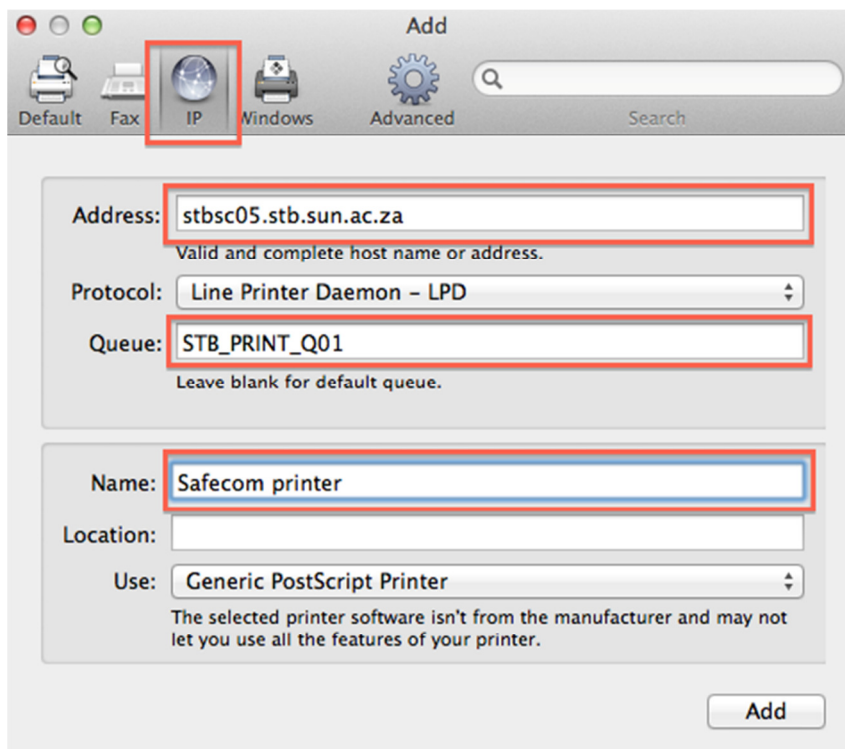 Add
Default Fax IP Windows Advanced Search
Address: stbsc05.stb.sun.ac.za
Valid and complete host name or address.
Protocol: Line Printer Daemon – LPD
Queue: STB_PRINT_Q01
Leave blank for default queue.
Name: Safecom printer
Location:
Use: Generic PostScript Printer
The selected printer software isn't from the manufacturer and may not
let you use all the features of your printer.
Add